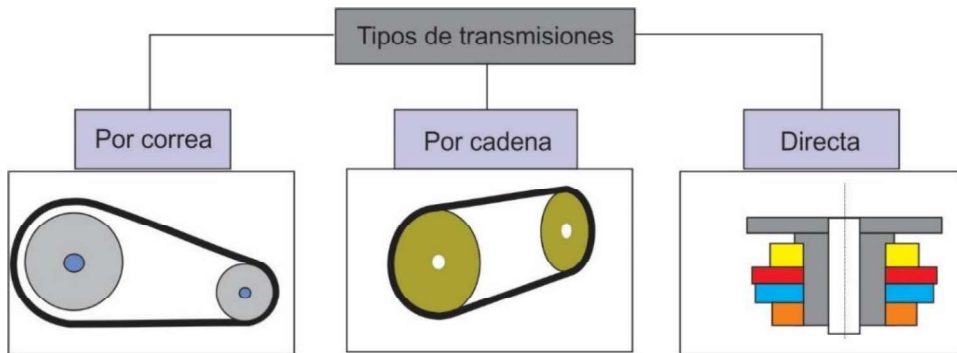 Tipos de transmisiones
Por correa
Por cadena
Directa